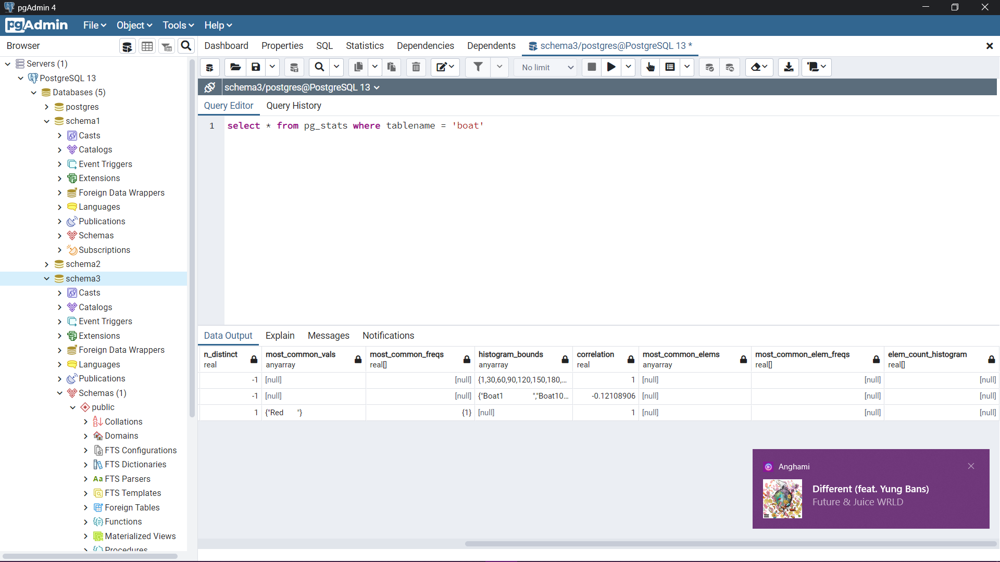 pgAdmin 4
pgAdmin File Object Tools Help
Browser
Dashboard Properties SQL Statistics Dependencies Dependents schema3/postgres@PostgreSQL 13 *
No limit
schema3/postgres@PostgreSQL 13
Query Editor Query History
1 select * from pg_stats where tablename = 'boat'
Servers (1)
PostgreSQL 13
Databases (5)
postgres
schema1
Casts
Catalogs
Event Triggers
Extensions
Foreign Data Wrappers
Languages
Publications
Schemas
Subscriptions
schema2
schema3
Casts
Catalogs
Event Triggers
Extensions
Foreign Data Wrappers
Languages
Publications
Schemas (1)
public
Collations
Domains
FTS Configurations
FTS Dictionaries
Aa FTS Parsers
FTS Templates
Foreign Tables
Functions
Materialized Views
Procedures
Data Output Explain Messages Notifications
n_distinct most_common_vals most_common_freqs histogram_bounds correlation most_common_elems most_common_elem_freqs elem_count_histogram
real anyarray real[] anyarray real anyarray real[] real[]
-1 [null] [null] {1,30,60,90,120,150,180,... 1 [null] [null] [null]
-1 [null] [null] {"Boat1 ","Boat10... -0.12108906 [null] [null] [null]
1 {"Red "} {1} [null] 1 [null] [null] [null]
Anghami
Different (feat. Yung Bans)
Future & Juice WRLD